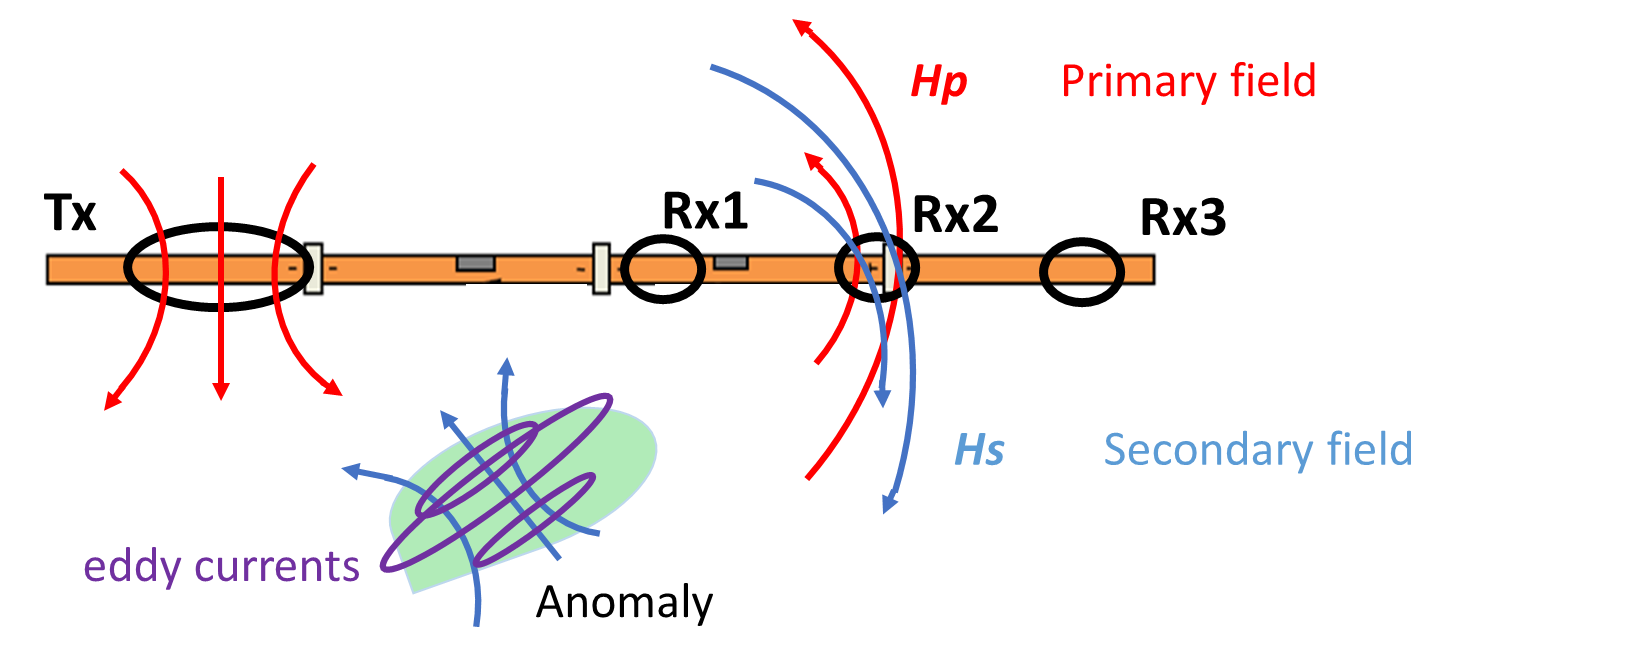 Hp Primary field
Tx
Rx1
Rx2
Rx3
Hs Secondary field
eddy currents
Anomaly